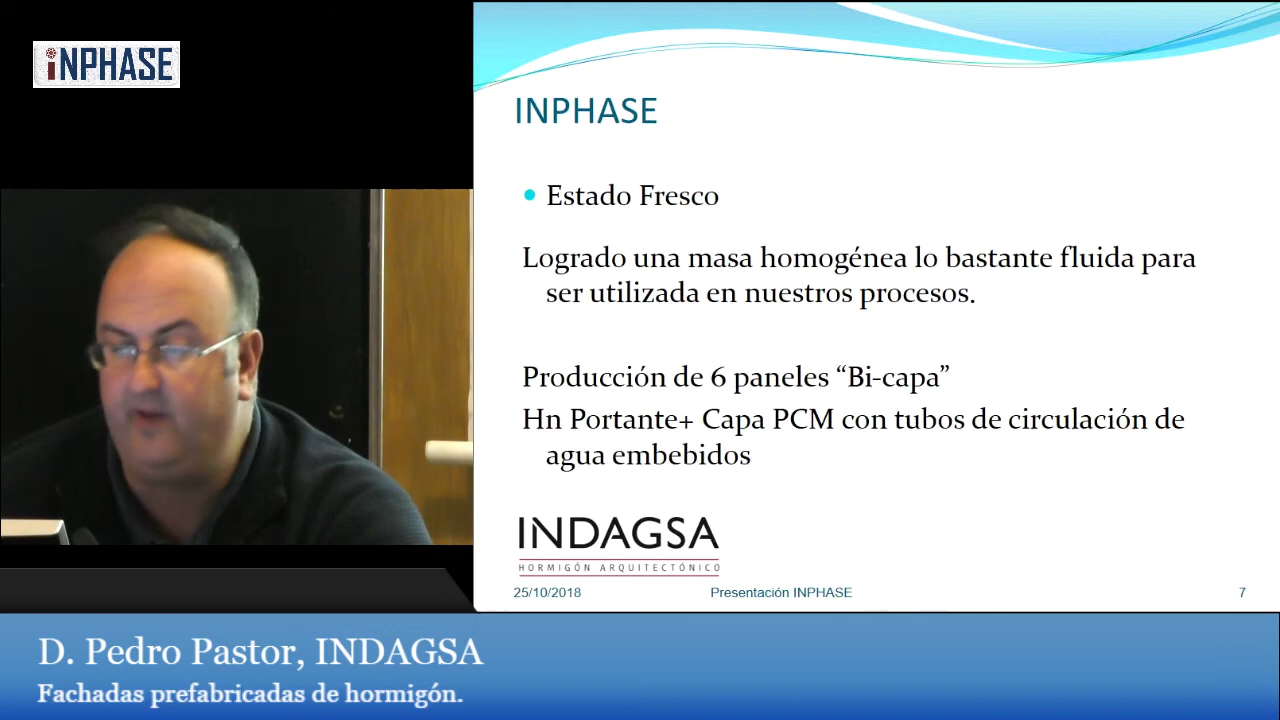 iNPHASE
INPHASE
• Estado Fresco
Logrado una masa homogénea lo bastante fluida para
ser utilizada en nuestros procesos.
Producción de 6 paneles “Bi-capa”
Hn Portante+ Capa PCM con tubos de circulación de
agua embebidos
INDAGSA
HORMIGÓN ARQUITECTÓNICO
25/10/2018 Presentación INPHASE 7
D. Pedro Pastor, INDAGSA
Fachadas prefabricadas de hormigón.